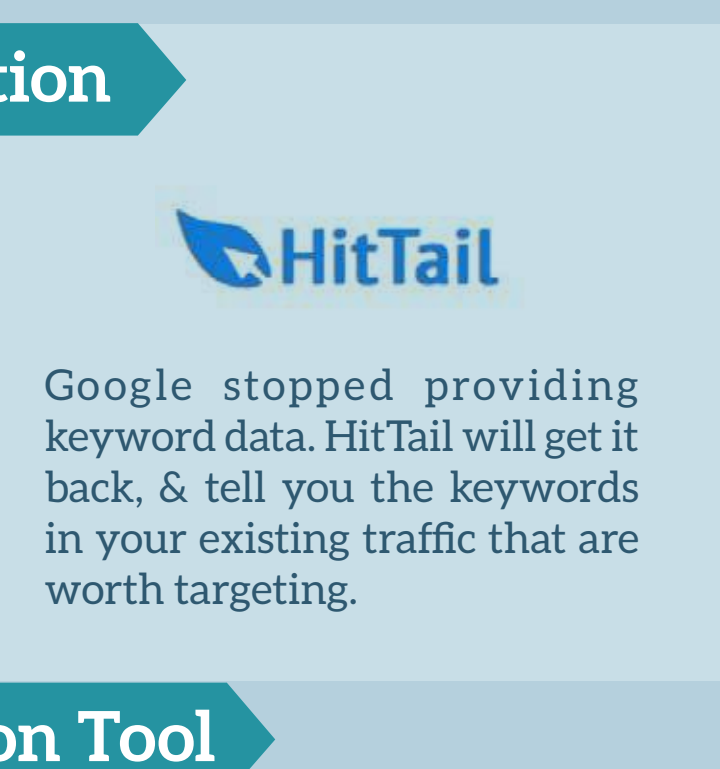 tion
HitTail
Google stopped providing
keyword data. HitTail will get it
back, & tell you the keywords
in your existing traffic that are
worth targeting.
on Tool